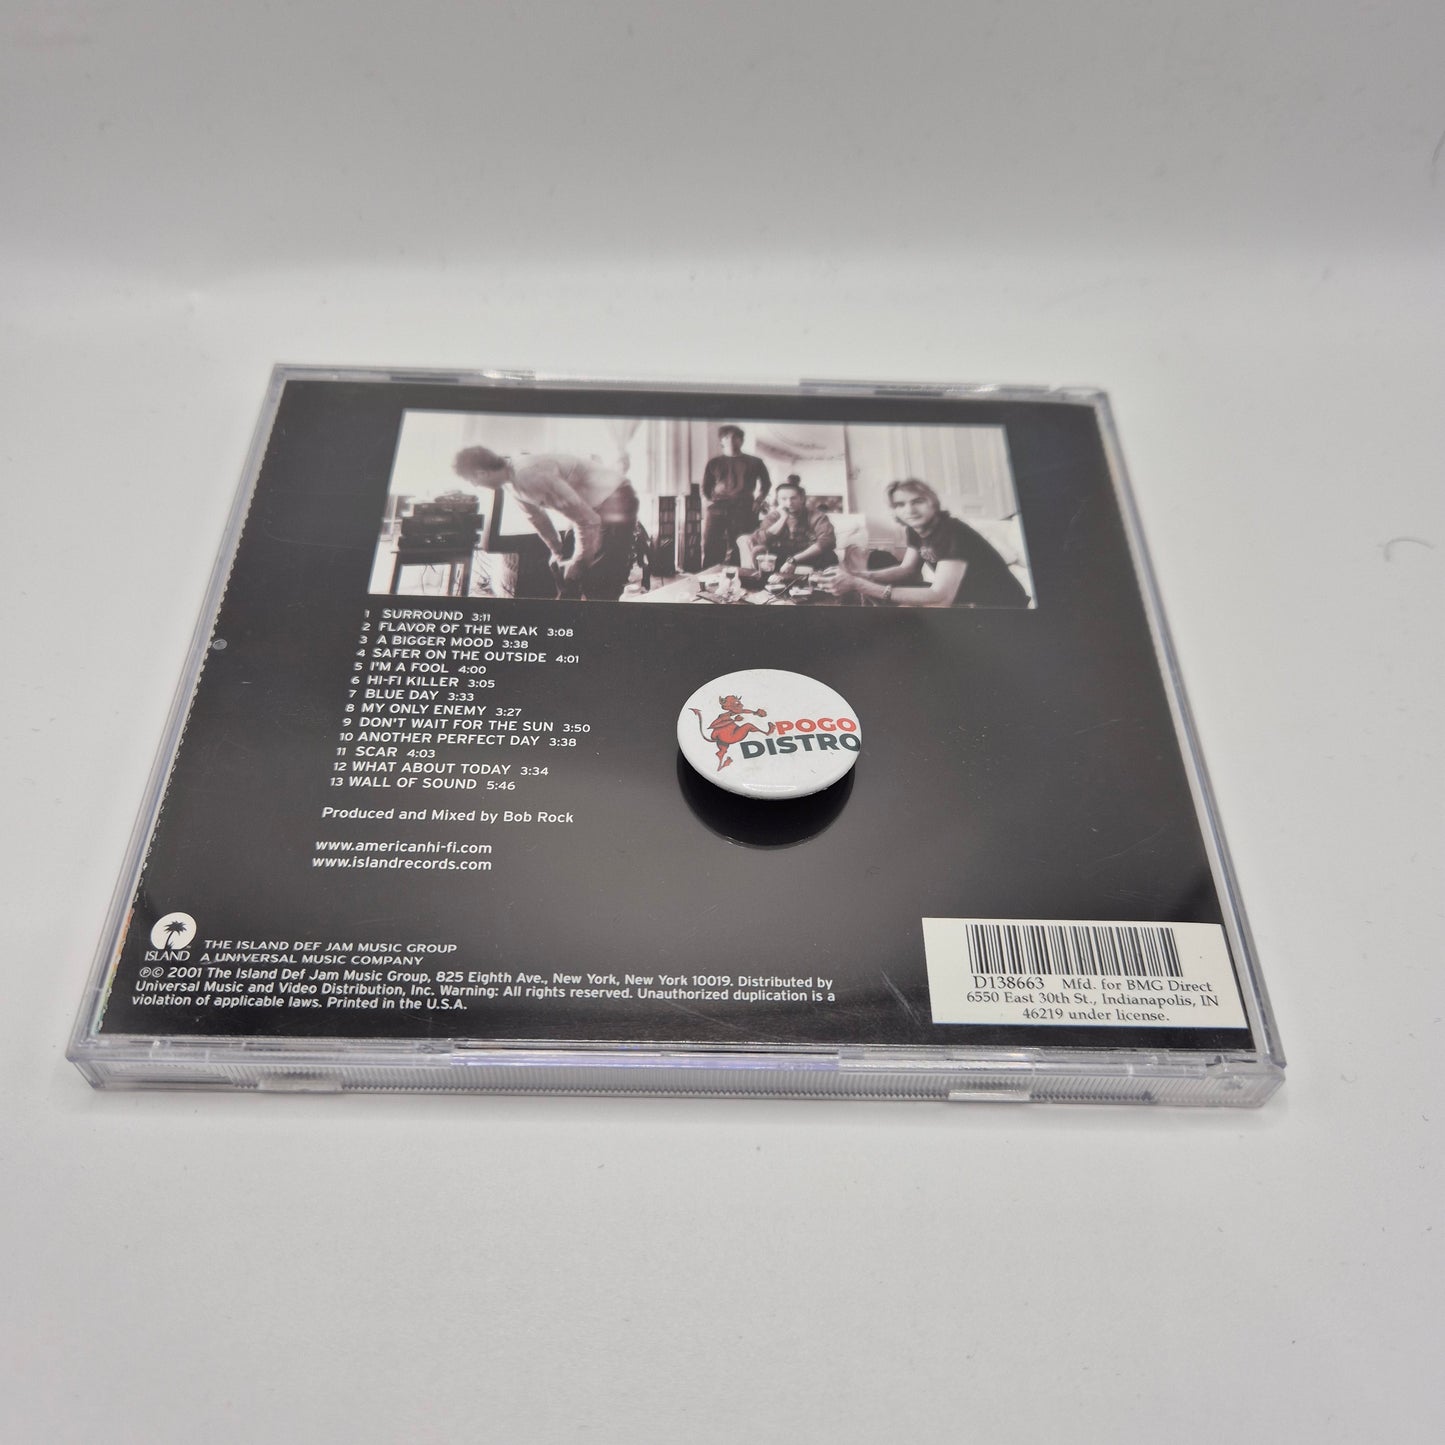 1 SURROUND 3:11
2 FLAVOR OF THE WEAK 3:08
3 A BIGGER MOOD 3:38
4 SAFER ON THE OUTSIDE 4:01
5 I'M A FOOL 4:00
6 HI-FI KILLER 3:05
7 BLUE DAY 3:33
8 MY ONLY ENEMY 3:27
9 DON'T WAIT FOR THE SUN 3:50
10 ANOTHER PERFECT DAY 3:38
11 SCAR 4:03
12 WHAT ABOUT TODAY 3:34
13 WALL OF SOUND 5:46
Produced and Mixed by Bob Rock
www.americanhi-fi.com
www.islandrecords.com
POGO
DISTRO
ISLAND
THE ISLAND DEF JAM MUSIC GROUP
A UNIVERSAL MUSIC COMPANY
℗© 2001 The Island Def Jam Music Group, 825 Eighth Ave., New York, New York 10019. Distributed by
Universal Music and Video Distribution, Inc. Warning: All rights reserved. Unauthorized duplication is a
violation of applicable laws. Printed in the U.S.A.
D138663 Mfd. for BMG Direct
6550 East 30th St., Indianapolis, IN
46219 under license.